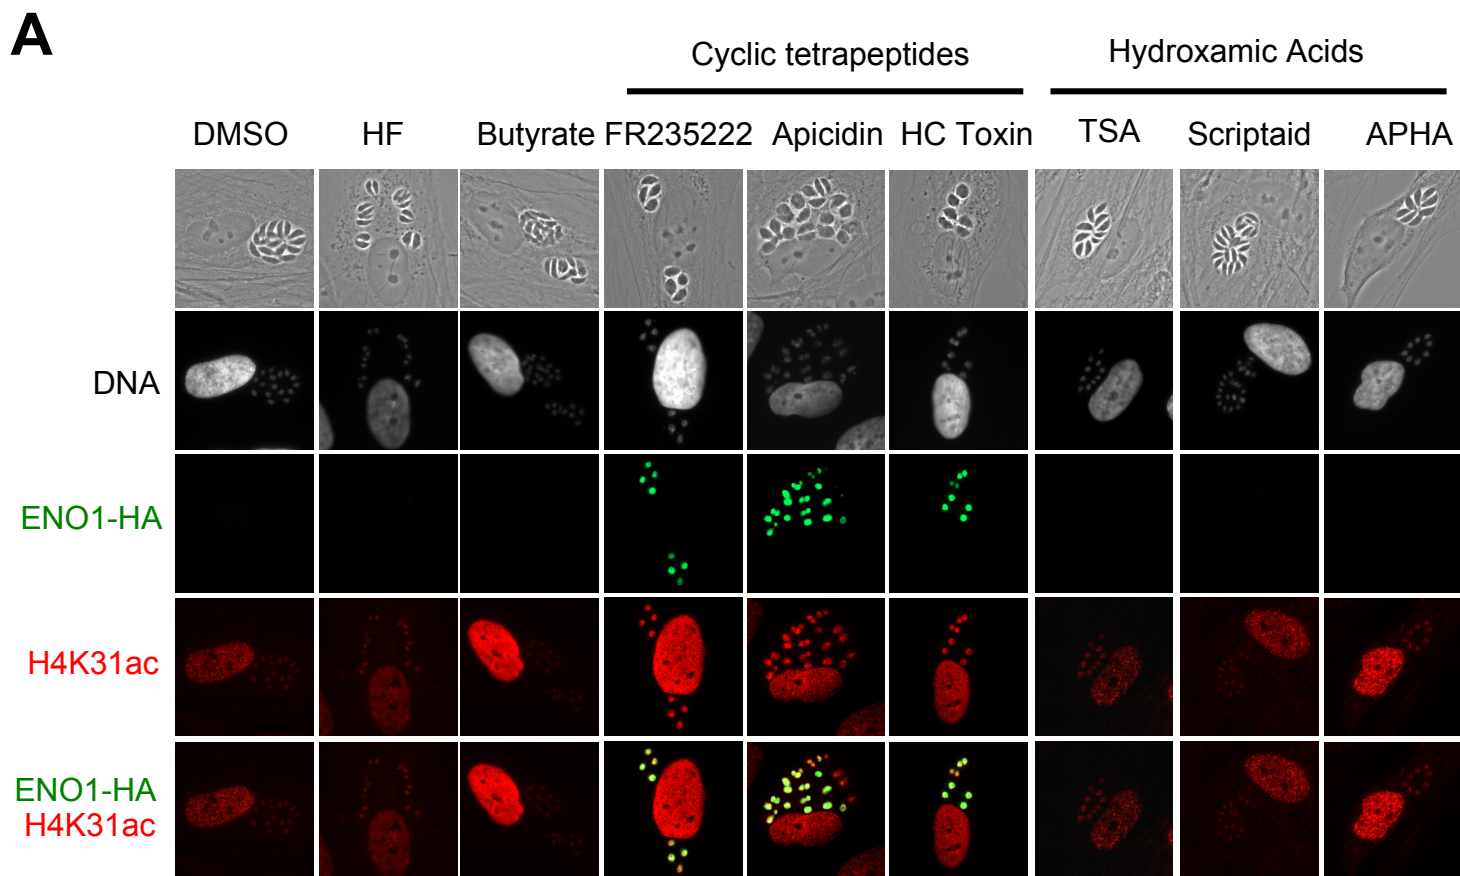 A
Cyclic tetrapeptides
Hydroxamic Acids
DMSO HF Butyrate FR235222 Apicidin HC Toxin TSA Scriptaid APHA
DNA
ENO1-HA
H4K31ac
ENO1-HA
H4K31ac